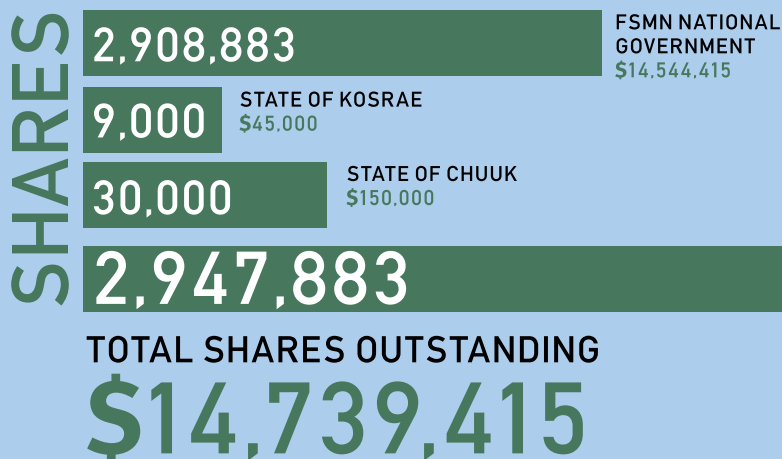 SHARES
2,908,883
FSMN NATIONAL
GOVERNMENT
$14,544,415
9,000
STATE OF KOSRAE
$45,000
30,000
STATE OF CHUUK
$150,000
2,947,883
TOTAL SHARES OUTSTANDING
$14,739,415